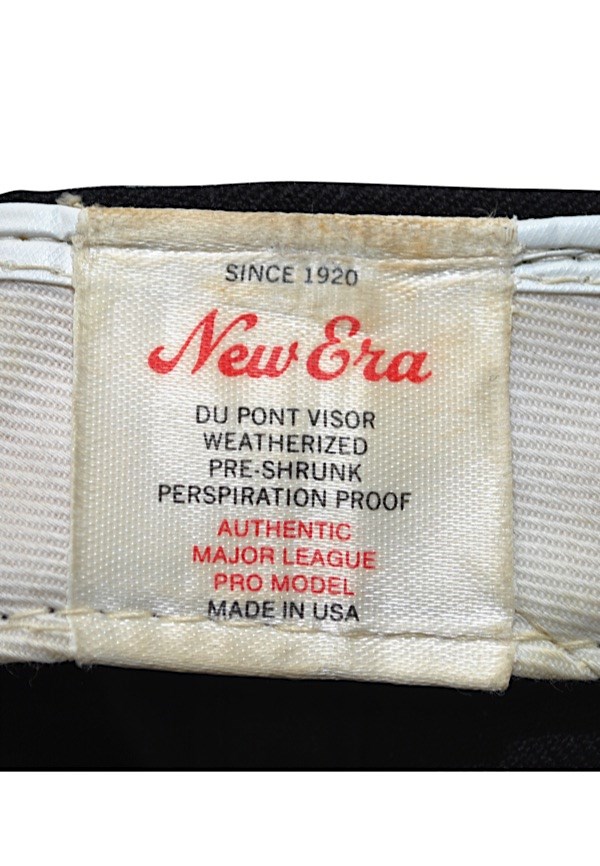 SINCE 1920
New Era
DU PONT VISOR
WEATHERIZED
PRE-SHRUNK
PERSPIRATION PROOF
AUTHENTIC
MAJOR LEAGUE
PRO MODEL
MADE IN USA